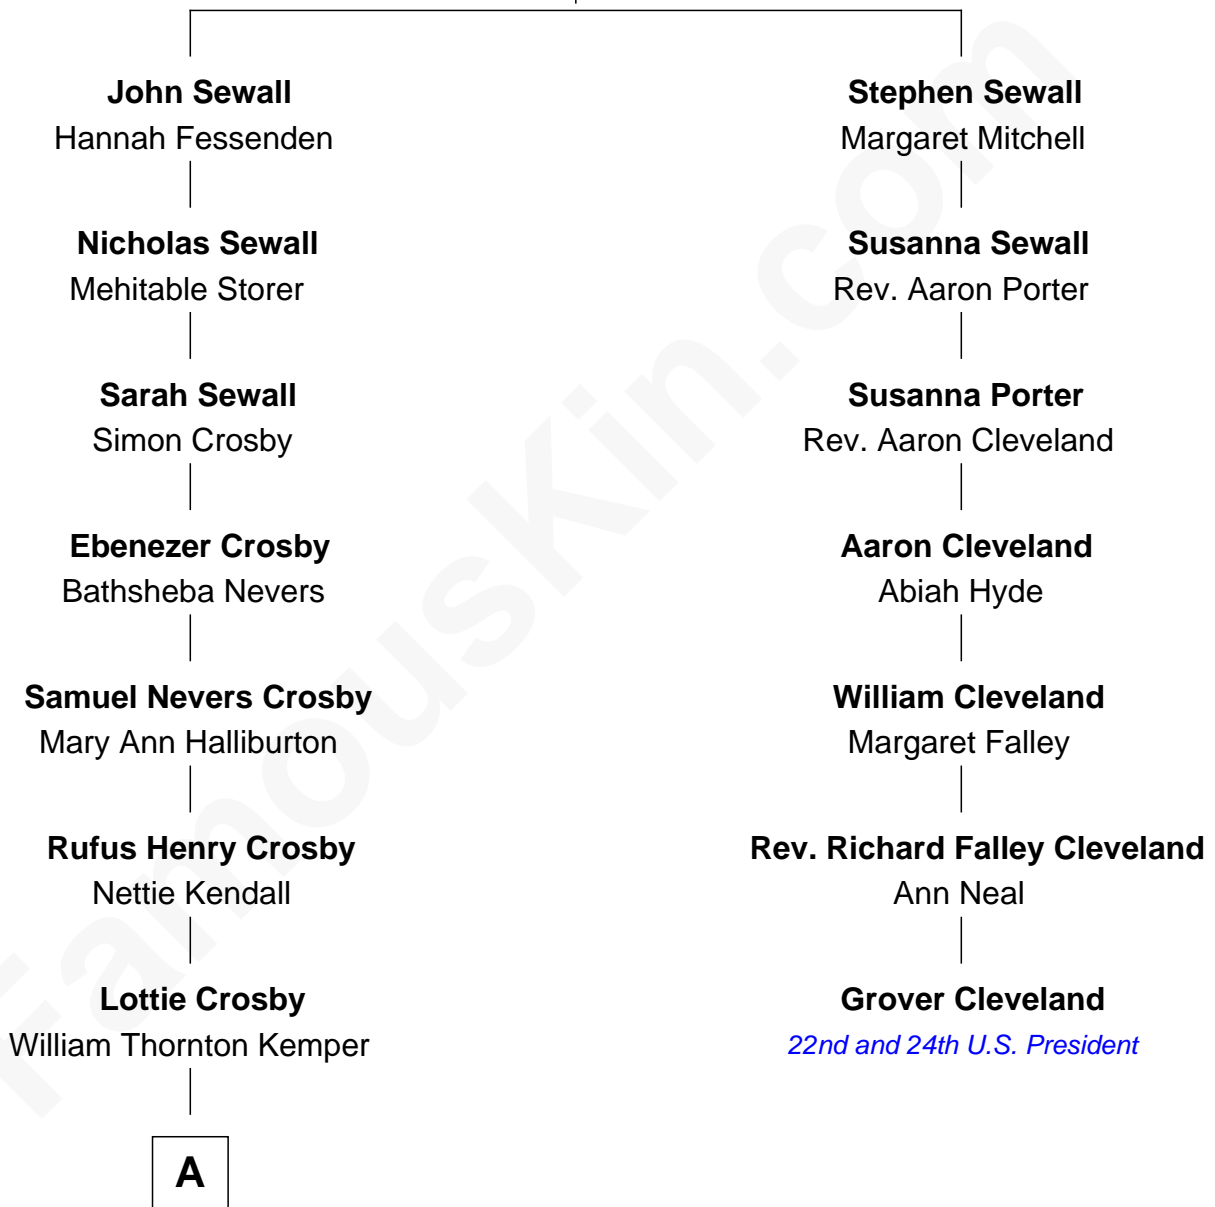 John Sewall
Hannah Fessenden
Nicholas Sewall
Mehitable Storer
Sarah Sewall
Simon Crosby
Ebenezer Crosby
Bathsheba Nevers
Samuel Nevers Crosby
Mary Ann Halliburton
Rufus Henry Crosby
Nettie Kendall
Lottie Crosby
William Thornton Kemper
A
Stephen Sewall
Margaret Mitchell
Susanna Sewall
Rev. Aaron Porter
Susanna Porter
Rev. Aaron Cleveland
Aaron Cleveland
Abiah Hyde
William Cleveland
Margaret Falley
Rev. Richard Falley Cleveland
Ann Neal
Grover Cleveland
22nd and 24th U.S. President
FamousKin.com